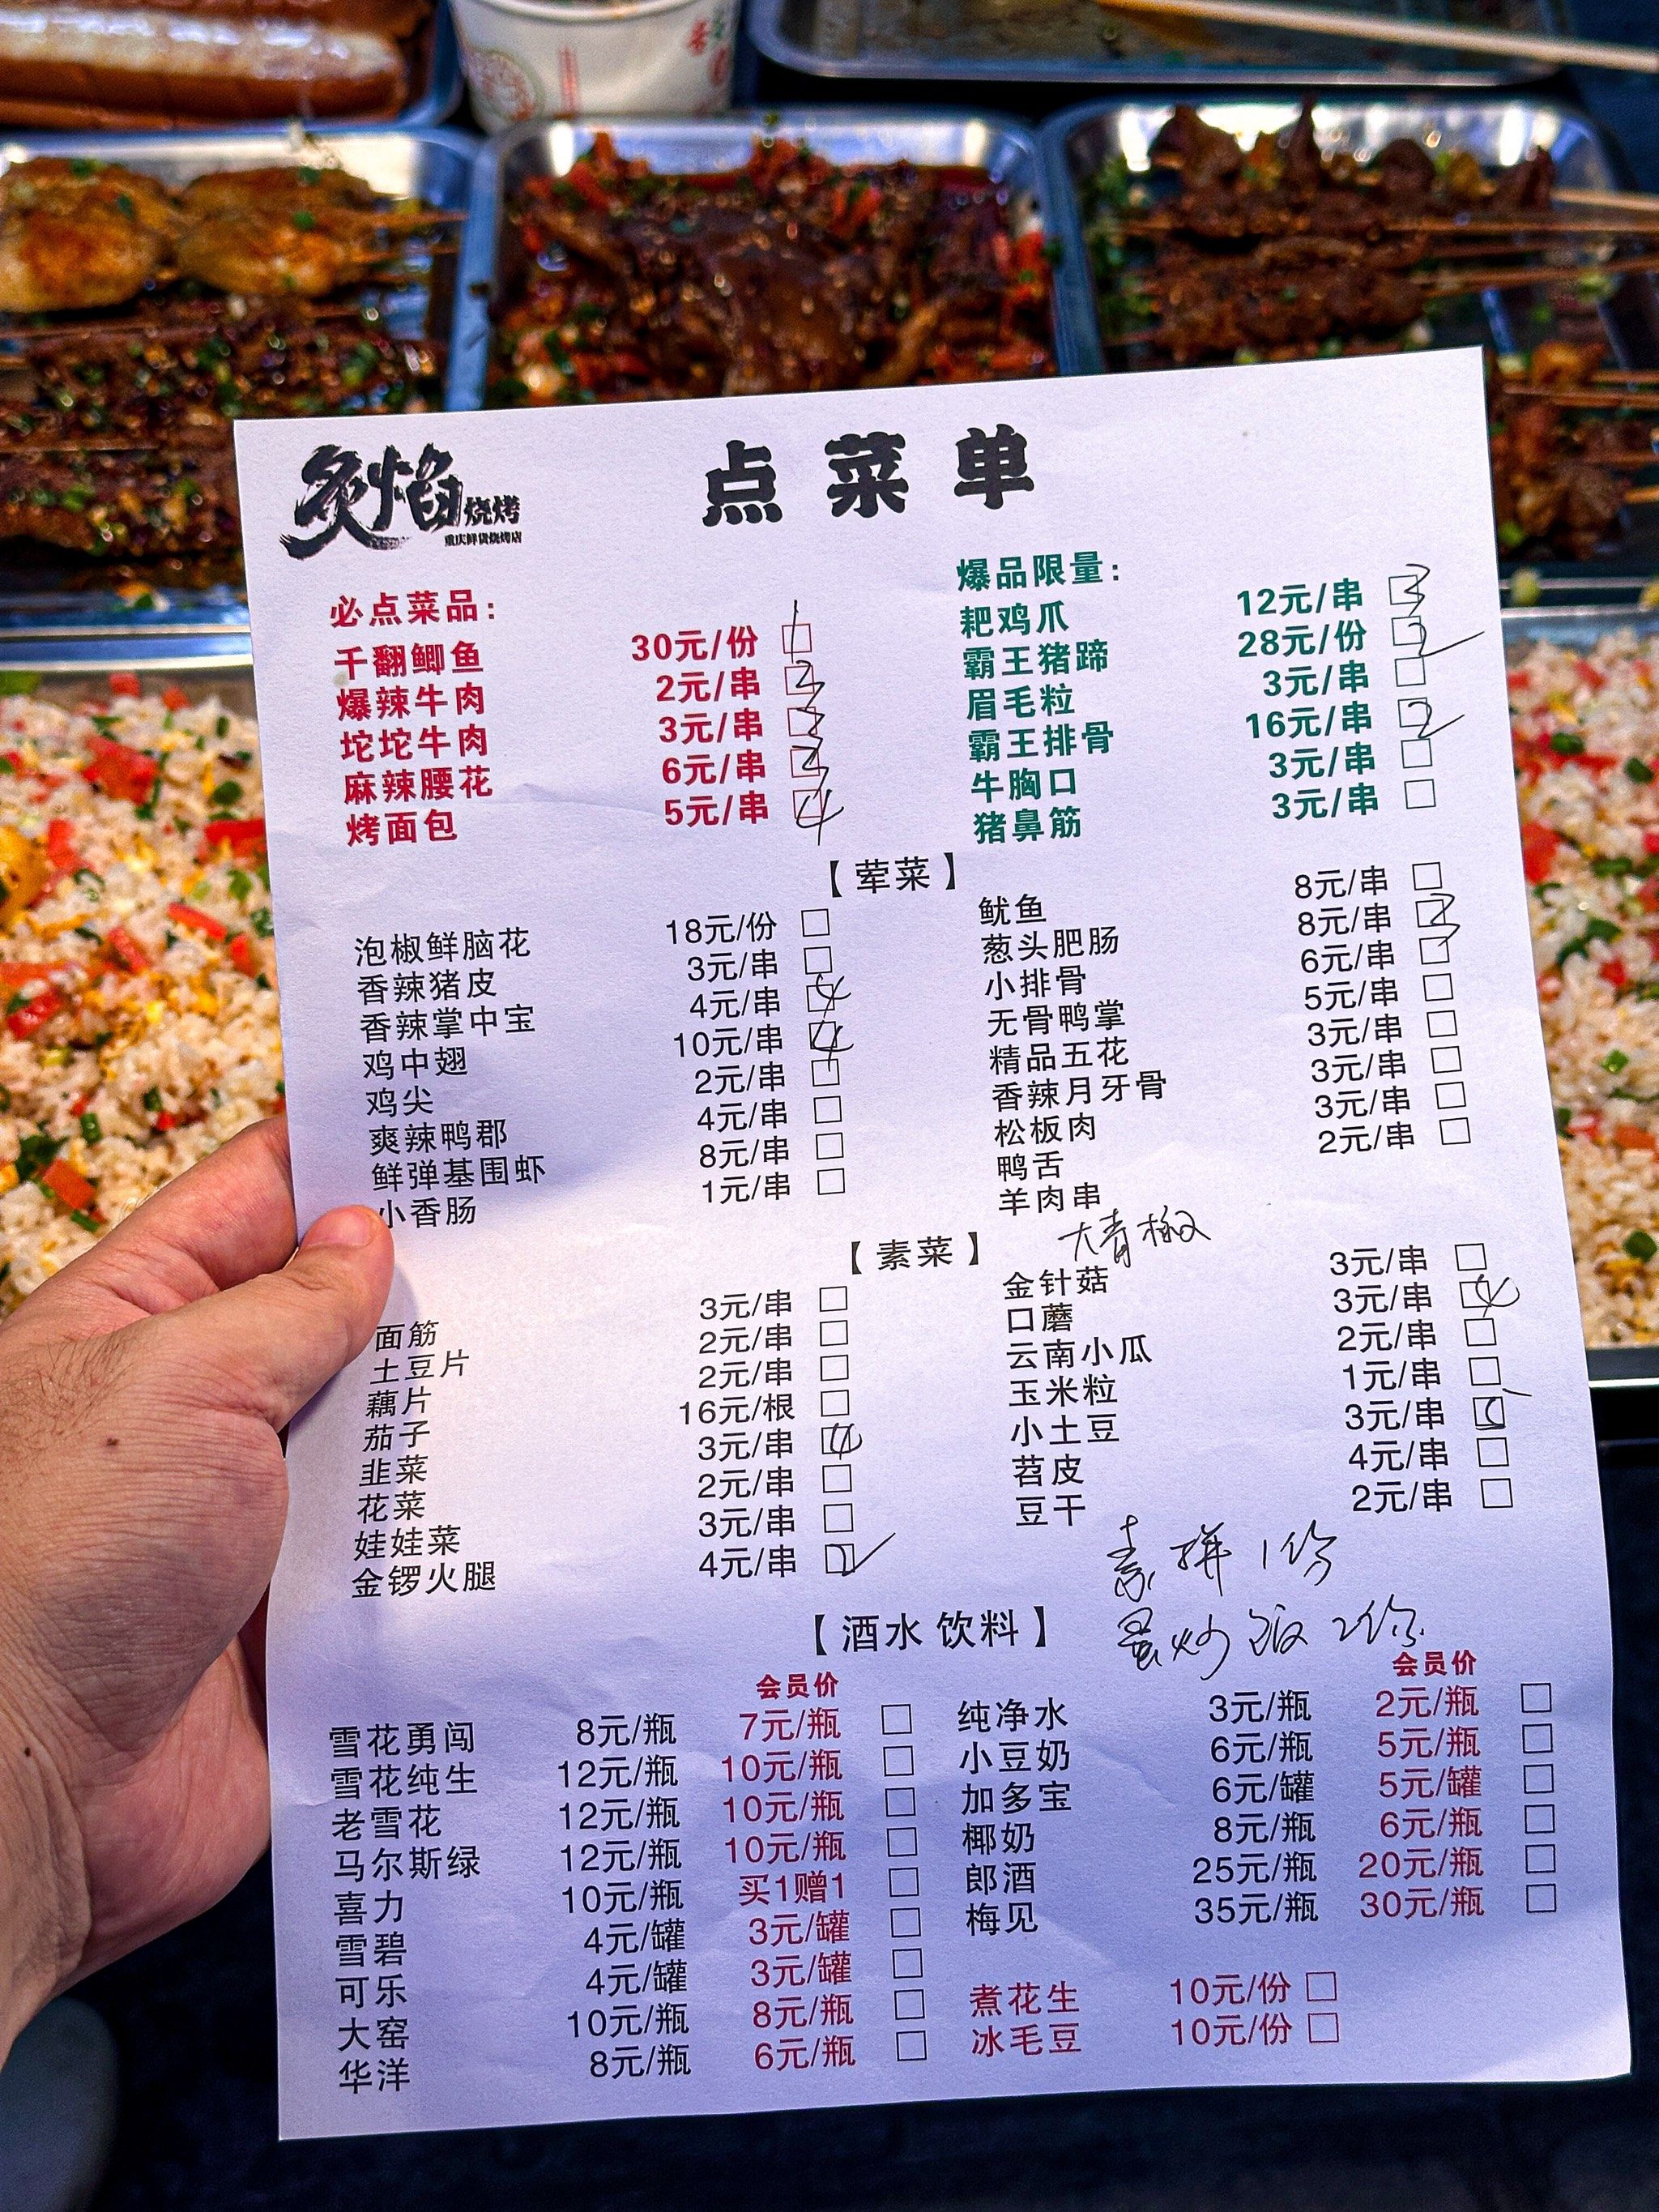 炙焰烧烤
重庆鲜货烧烤店
点菜单
必点菜品：
千翻鲫鱼 30元/份 1
爆辣牛肉 2元/串
坨坨牛肉 3元/串
麻辣腰花 6元/串
烤面包 5元/串 4
爆品限量：
耙鸡爪 12元/串 3
霸王猪蹄 28元/份 2
眉毛粒 3元/串
霸王排骨 16元/串 2
牛胸口 3元/串
猪鼻筋 3元/串
【荤菜】
泡椒鲜脑花 18元/份
香辣猪皮 3元/串
香辣掌中宝 4元/串
鸡中翅 10元/串 4
鸡尖 2元/串
爽辣鸭郡 4元/串
鲜弹基围虾 8元/串
小香肠 1元/串
鱿鱼 8元/串
葱头肥肠 8元/串
小排骨 6元/串
无骨鸭掌 5元/串
精品五花 3元/串
香辣月牙骨 3元/串
松板肉 3元/串
鸭舌 2元/串
羊肉串
大青椒
【素菜】
面筋 3元/串
土豆片 2元/串
藕片 2元/串
茄子 16元/根
韭菜 3元/串 4
花菜 2元/串
娃娃菜 3元/串
金锣火腿 4元/串 2
金针菇 3元/串
口蘑 3元/串 4
云南小瓜 2元/串
玉米粒 1元/串
小土豆 3元/串
苕皮 4元/串
豆干 2元/串
素拼1份
蛋炒饭2份
【酒水 饮料】
会员价
雪花勇闯 8元/瓶 7元/瓶
雪花纯生 12元/瓶 10元/瓶
老雪花 12元/瓶 10元/瓶
马尔斯绿 12元/瓶 10元/瓶
喜力 10元/瓶 买1赠1
雪碧 4元/罐 3元/罐
可乐 4元/罐 3元/罐
大窑 10元/瓶 8元/瓶
华洋 8元/瓶 6元/瓶
会员价
纯净水 3元/瓶 2元/瓶
小豆奶 6元/瓶 5元/瓶
加多宝 6元/罐 5元/罐
椰奶 8元/瓶 6元/瓶
郎酒 25元/瓶 20元/瓶
梅见 35元/瓶 30元/瓶
煮花生 10元/份
冰毛豆 10元/份